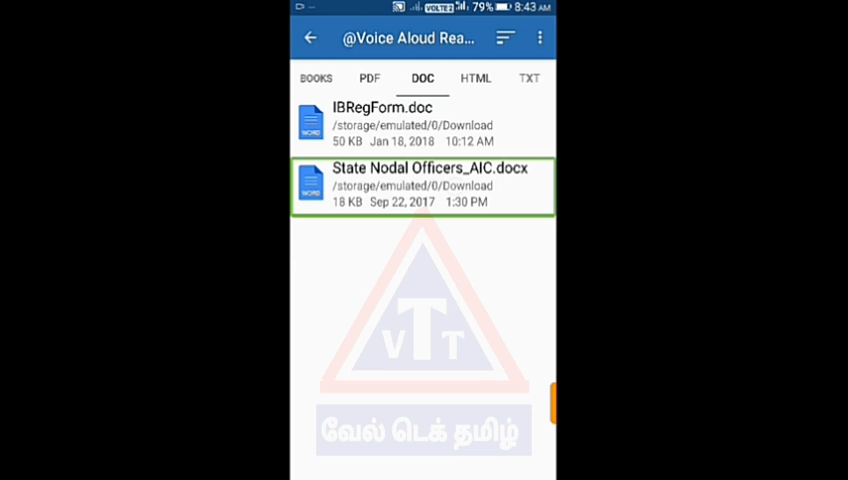 VOLTE2 79% 8:43 AM
@Voice Aloud Rea...
BOOKS PDF DOC HTML TXT
IBRegForm.doc
/storage/emulated/0/Download
50 KB Jan 18, 2018 10:12 AM
WORD
State Nodal Officers_AIC.docx
/storage/emulated/0/Download
18 KB Sep 22, 2017 1:30 PM
WORD
VTT
வேல் டெக் தமிழ்